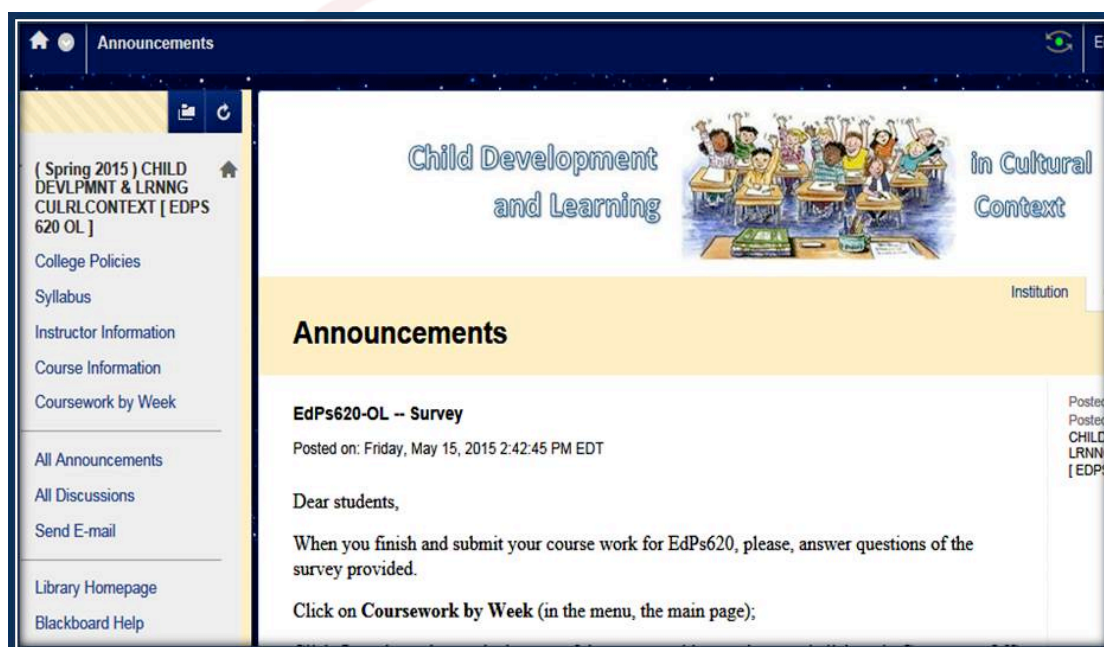 Announcements
E
( Spring 2015 ) CHILD
DEVLPMNT & LRNNG
CULRLCONTEXT [ EDPS
620 OL ]
College Policies
Syllabus
Instructor Information
Course Information
Coursework by Week
All Announcements
All Discussions
Send E-mail
Library Homepage
Blackboard Help
Child Development
and Learning
in Cultural
Context
Institution
Announcements
EdPs620-OL -- Survey
Posted on: Friday, May 15, 2015 2:42:45 PM EDT
Dear students,
When you finish and submit your course work for EdPs620, please, answer questions of the
survey provided.
Click on Coursework by Week (in the menu, the main page);
Posted
Posted
CHILD
LRNN
[ EDPS